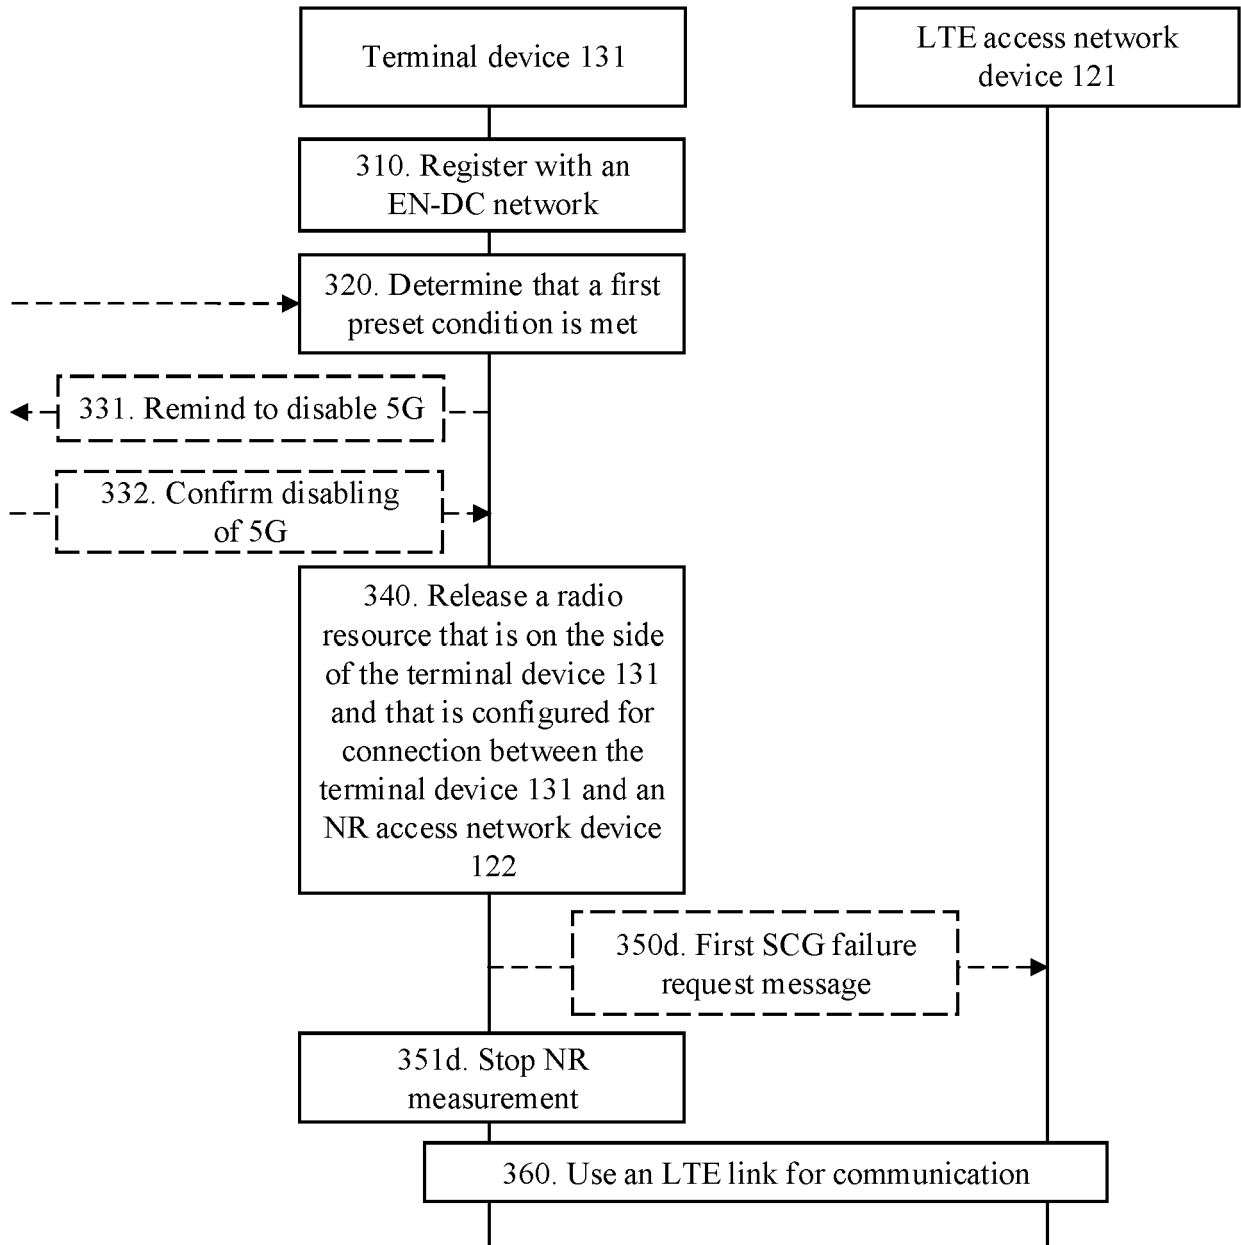 Terminal device 131
LTE access network
device 121
310. Register with an
EN-DC network
320. Determine that a first
preset condition is met
331. Remind to disable 5G
332. Confirm disabling
of 5G
340. Release a radio
resource that is on the side
of the terminal device 131
and that is configured for
connection between the
terminal device 131 and an
NR access network device
122
350d. First SCG failure
request message
351d. Stop NR
measurement
360. Use an LTE link for communication